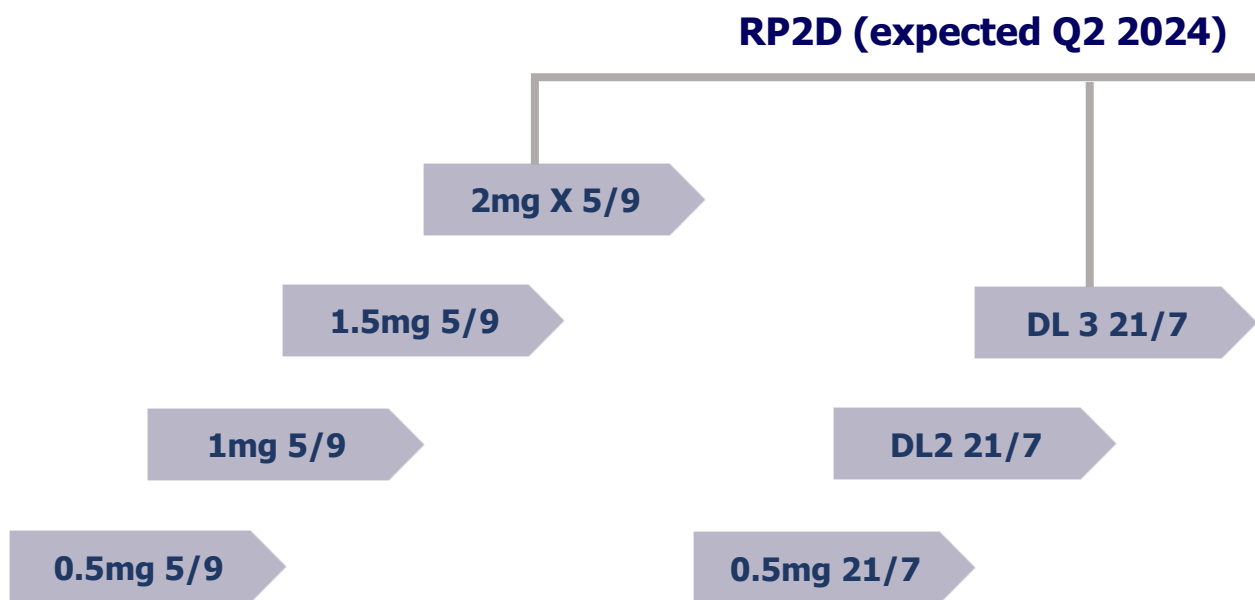 RP2D (expected Q2 2024)
2mg X 5/9
1.5mg 5/9
DL 3 21/7
1mg 5/9
DL2 21/7
0.5mg 5/9
0.5mg 21/7